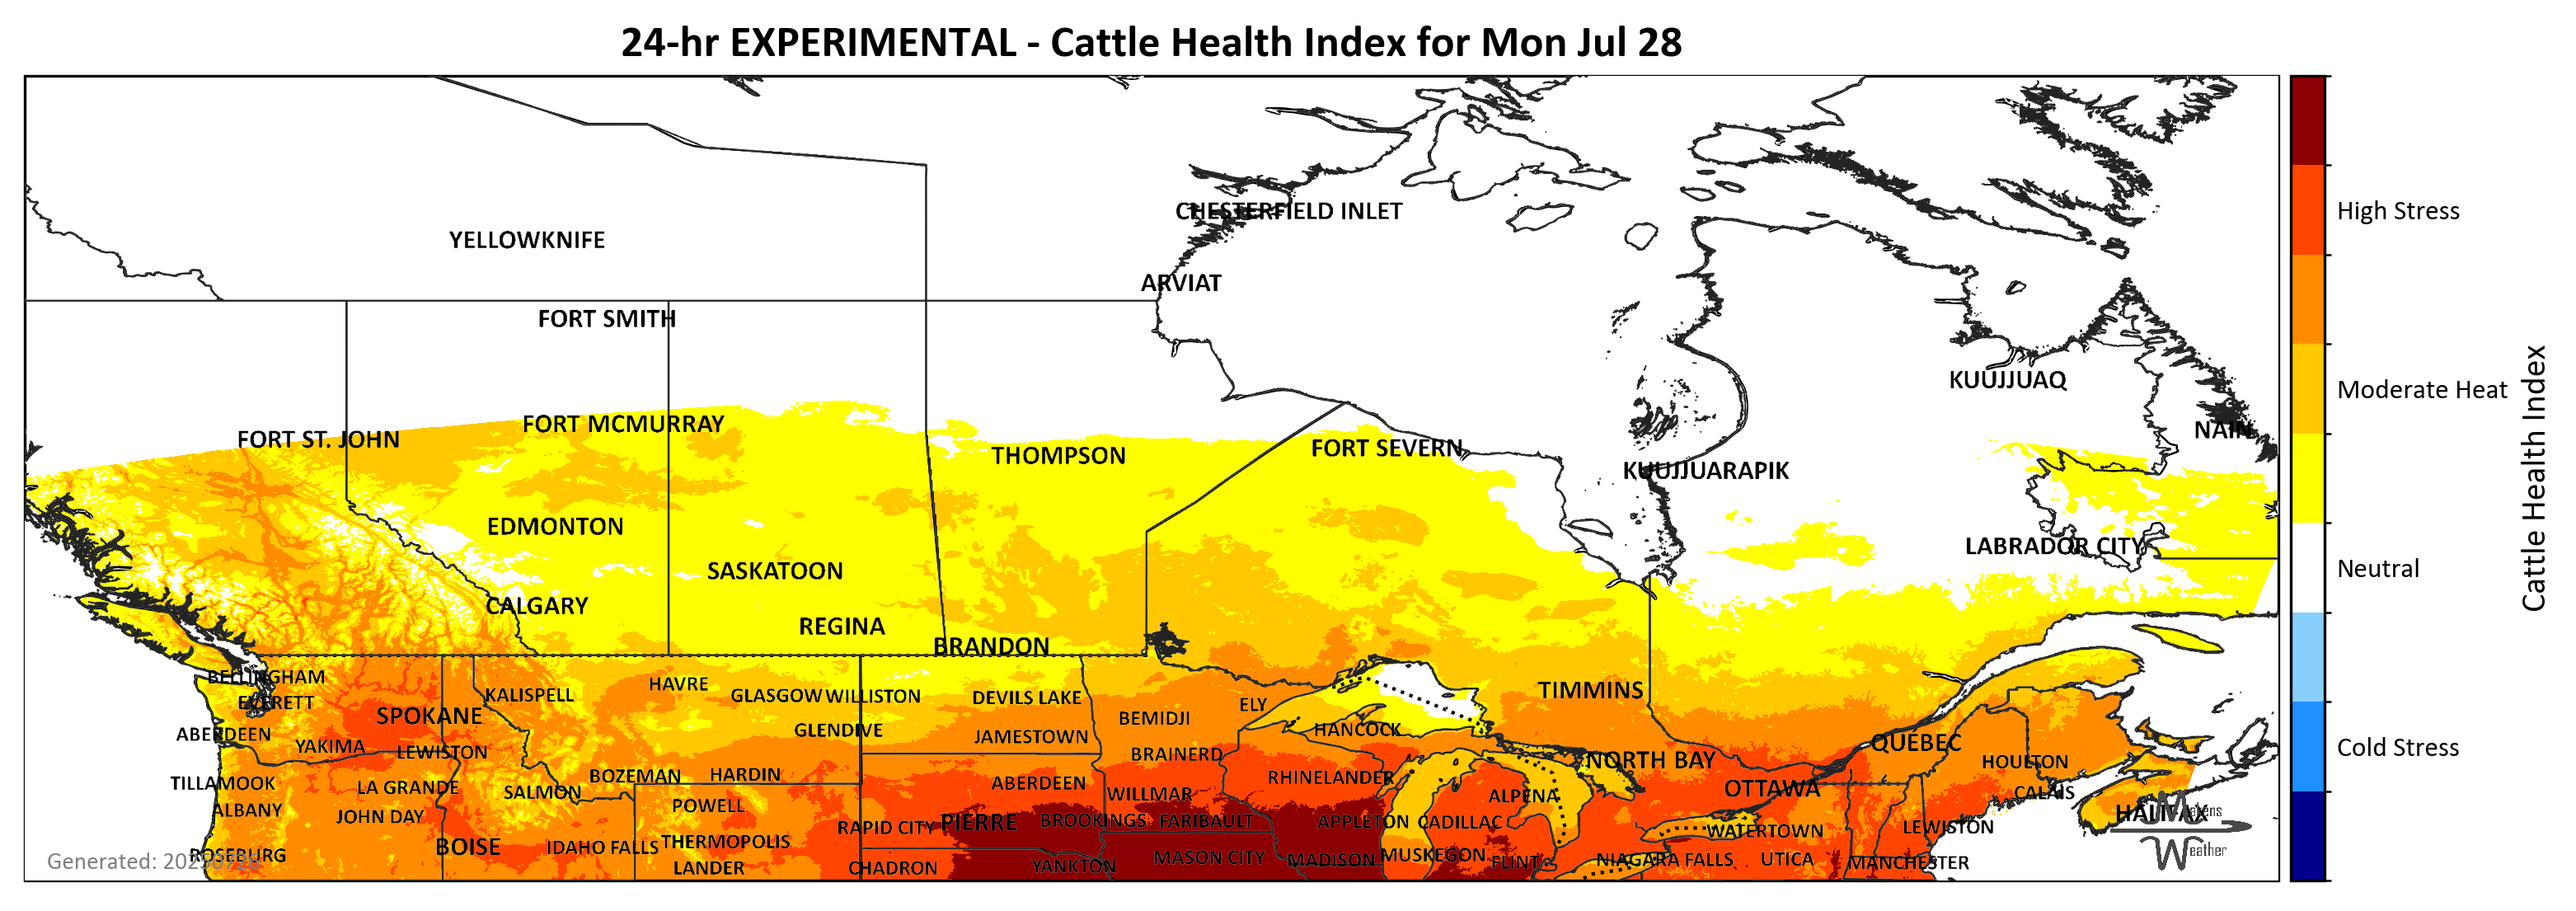 24-hr EXPERIMENTAL - Cattle Health Index for Mon Jul 28
CHESTERFIELD INLET
YELLOWKNIFE
High Stress
ARVIAT
FORT SMITH
KUUJJUAQ
Moderate Heat
FORT MCMURRAY
NAIN
FORT ST. JOHN
FORT SEVERN
THOMPSON
KUUJJUARAPIK
Cattle Health Index
EDMONTON
LABRADOR CITY
SASKATOON
Neutral
CALGARY
REGINA
BRANDON
BELLINGHAM
HAVRE
KALISPELL
GLASGOW
WILLISTON
DEVILS LAKE
TIMMINS
EVERETT
ELY
SPOKANE
BEMIDJI
GLENDIVE
HANCOCK
ABERDEEN
JAMESTOWN
QUEBEC
YAKIMA
LEWISTON
BRAINERD
Cold Stress
NORTH BAY
HOULTON
BOZEMAN
HARDIN
RHINELANDER
TILLAMOOK
LA GRANDE
SALMON
ABERDEEN
WILLMAR
ALPENA
OTTAWA
CALAIS
ALBANY
POWELL
JOHN DAY
HALIFAX
Makens
Weather
RAPID CITY
PIERRE
BROOKINGS
FARIBAULT
APPLETON
CADILLAC
WATERTOWN
LEWISTON
BOISE
IDAHO FALLS
THERMOPOLIS
ROSEBURG
MASON CITY
MADISON
MUSKEGON
FLINT
NIAGARA FALLS
UTICA
MANCHESTER
LANDER
CHADRON
YANKTON
Generated: